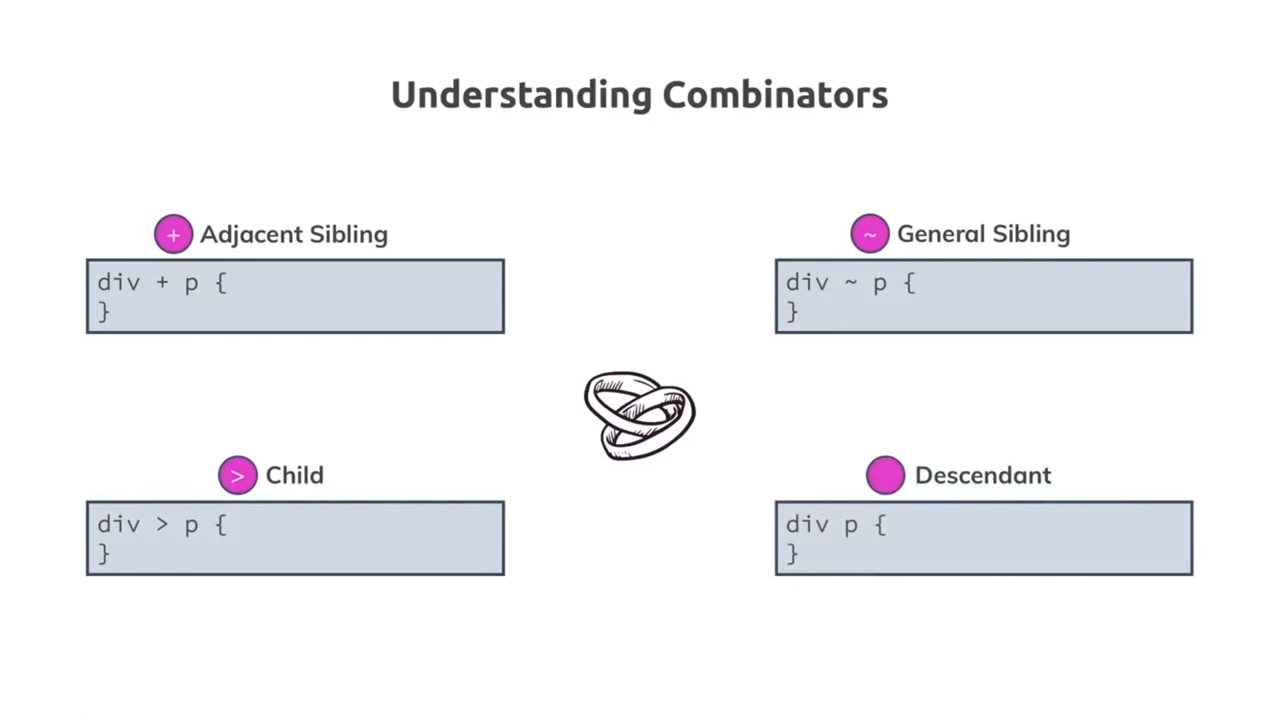 Understanding Combinators
+ Adjacent Sibling
div + p {
}
~ General Sibling
div ~ p {
}
> Child
div > p {
}
Descendant
div p {
}